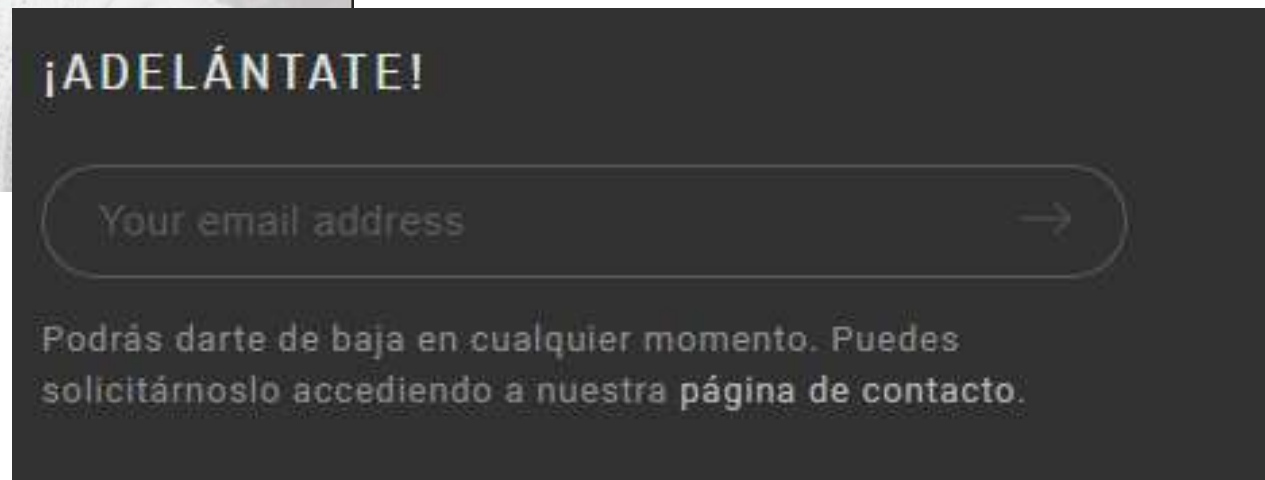 ¡ADELÁNTATE!
Your email address
Podrás darte de baja en cualquier momento. Puedes
solicitárnoslo accediendo a nuestra página de contacto.